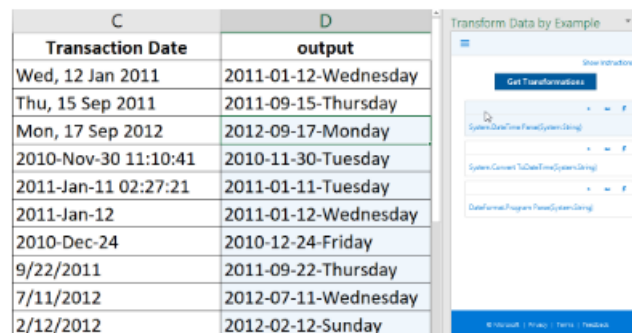 C D
Transform Data by Example
Transaction Date output
Show Instructions
Get Transformations
Wed, 12 Jan 2011 2011-01-12-Wednesday
Thu, 15 Sep 2011 2011-09-15-Thursday
Mon, 17 Sep 2012 2012-09-17-Monday
2010-Nov-30 11:10:41 2010-11-30-Tuesday
2011-Jan-11 02:27:21 2011-01-11-Tuesday
2011-Jan-12 2011-01-12-Wednesday
2010-Dec-24 2010-12-24-Friday
9/22/2011 2011-09-22-Thursday
7/11/2012 2012-07-11-Wednesday
2/12/2012 2012-02-12-Sunday
System.DateTime Parse(System.String)
System.Convert ToDateTime(System.String)
DateFormat.Program Parse(System.String)
© Microsoft | Privacy | Terms | Feedback